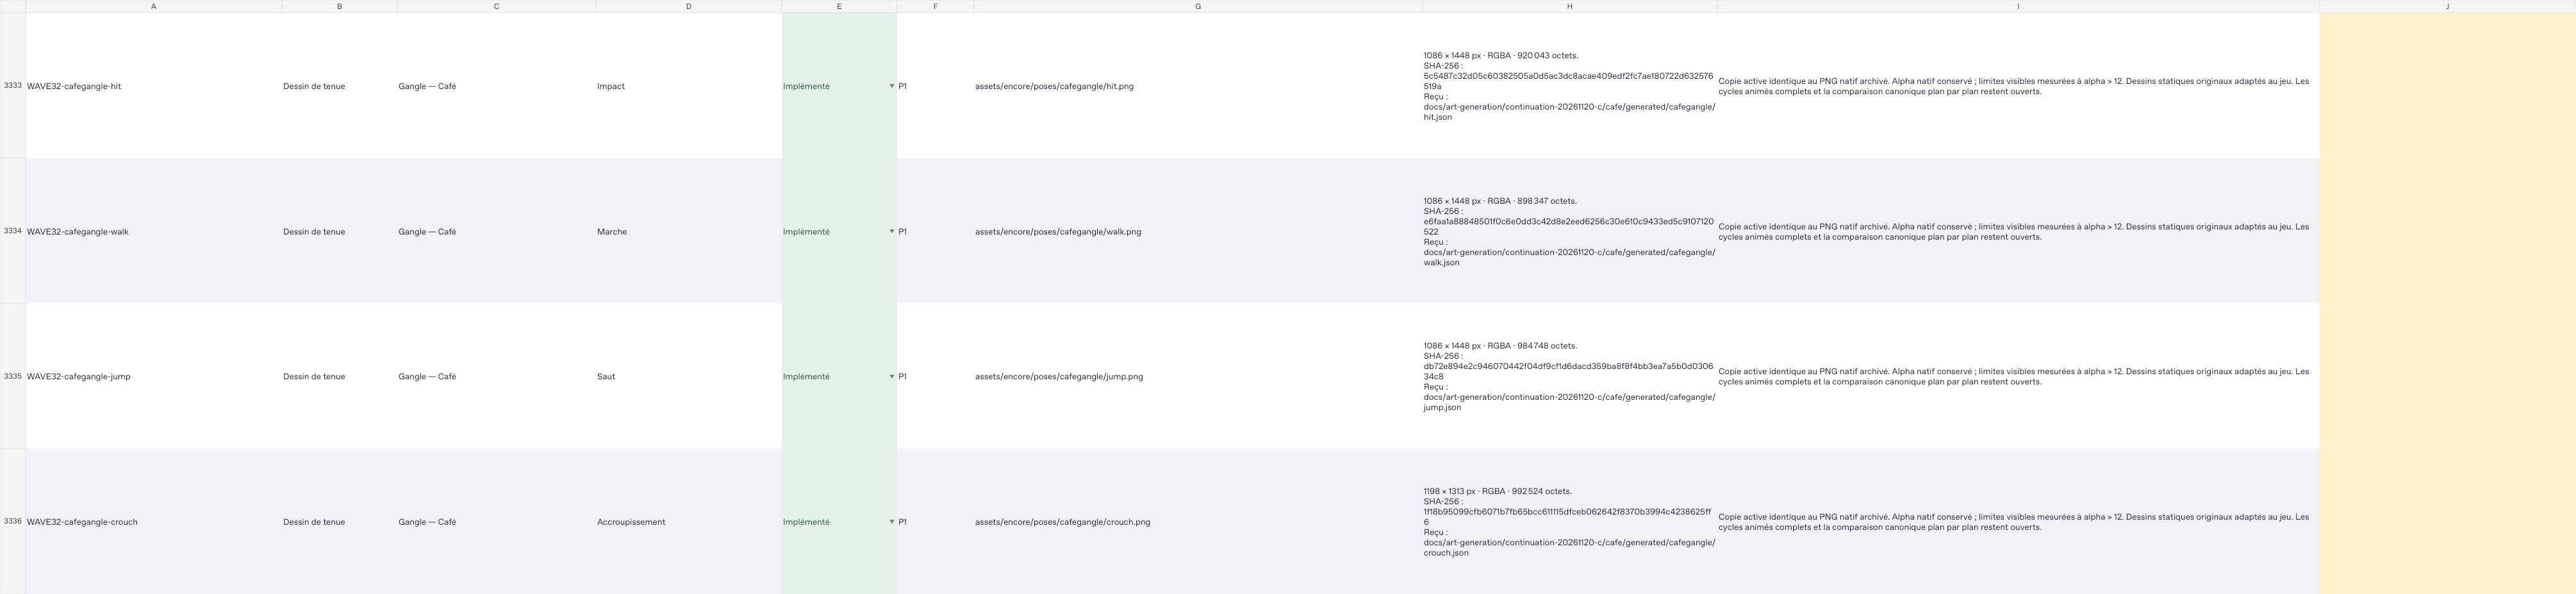 A B C D E F G H I J
3333 WAVE32-cafegangle-hit Dessin de tenue Gangle — Café Impact Implémenté P1 assets/encore/poses/cafegangle/hit.png
1086 × 1448 px · RGBA · 920 043 octets.
SHA-256 :
5c5487c32d05c60382505a0d5ac3dc8acae409edf2fc7ae180722d632576
519a
Reçu :
docs/art-generation/continuation-20261120-c/cafe/generated/cafegangle/
hit.json
Copie active identique au PNG natif archivé. Alpha natif conservé ; limites visibles mesurées à alpha > 12. Dessins statiques originaux adaptés au jeu. Les
cycles animés complets et la comparaison canonique plan par plan restent ouverts.
3334 WAVE32-cafegangle-walk Dessin de tenue Gangle — Café Marche Implémenté P1 assets/encore/poses/cafegangle/walk.png
1086 × 1448 px · RGBA · 898 347 octets.
SHA-256 :
e6faa1a88848501f0c6e0dd3c42d8e2eed6256c30e610c9433ed5c9107120
522
Reçu :
docs/art-generation/continuation-20261120-c/cafe/generated/cafegangle/
walk.json
Copie active identique au PNG natif archivé. Alpha natif conservé ; limites visibles mesurées à alpha > 12. Dessins statiques originaux adaptés au jeu. Les
cycles animés complets et la comparaison canonique plan par plan restent ouverts.
3335 WAVE32-cafegangle-jump Dessin de tenue Gangle — Café Saut Implémenté P1 assets/encore/poses/cafegangle/jump.png
1086 × 1448 px · RGBA · 984 748 octets.
SHA-256 :
db72e894e2c946070442f04df9cf1d6dacd359ba8f8f4bb3ea7a5b0d0306
34c8
Reçu :
docs/art-generation/continuation-20261120-c/cafe/generated/cafegangle/
jump.json
Copie active identique au PNG natif archivé. Alpha natif conservé ; limites visibles mesurées à alpha > 12. Dessins statiques originaux adaptés au jeu. Les
cycles animés complets et la comparaison canonique plan par plan restent ouverts.
3336 WAVE32-cafegangle-crouch Dessin de tenue Gangle — Café Accroupissement Implémenté P1 assets/encore/poses/cafegangle/crouch.png
1198 × 1313 px · RGBA · 992 524 octets.
SHA-256 :
1f18b95099cfb6071b7fb65bcc611115dfceb062642f8370b3994c4238625ff
6
Reçu :
docs/art-generation/continuation-20261120-c/cafe/generated/cafegangle/
crouch.json
Copie active identique au PNG natif archivé. Alpha natif conservé ; limites visibles mesurées à alpha > 12. Dessins statiques originaux adaptés au jeu. Les
cycles animés complets et la comparaison canonique plan par plan restent ouverts.